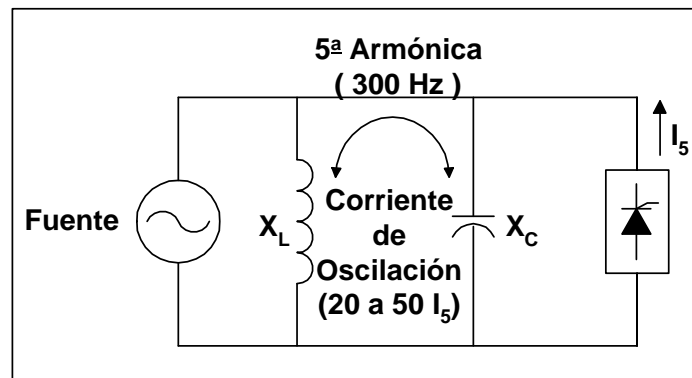 5ª Armónica
( 300 Hz )
I5
Fuente
XL
Corriente
de
Oscilación
(20 a 50 I5)
XC